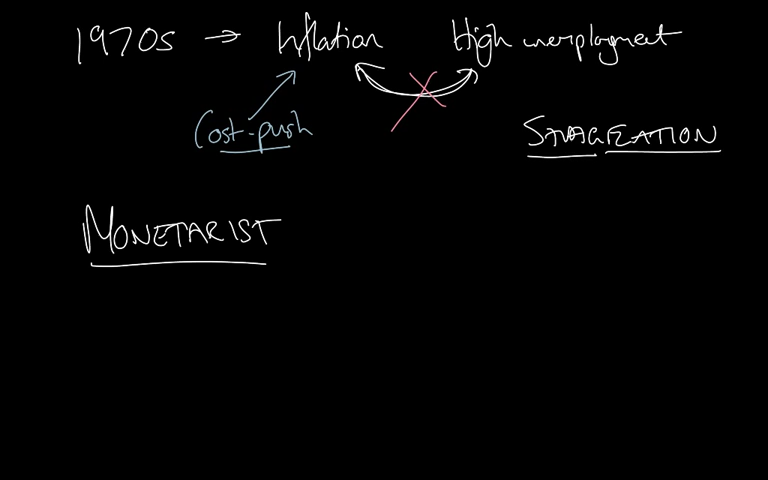 1970s → Inflation High unemployment
Cost-push
STAGFLATION
MONETARIST